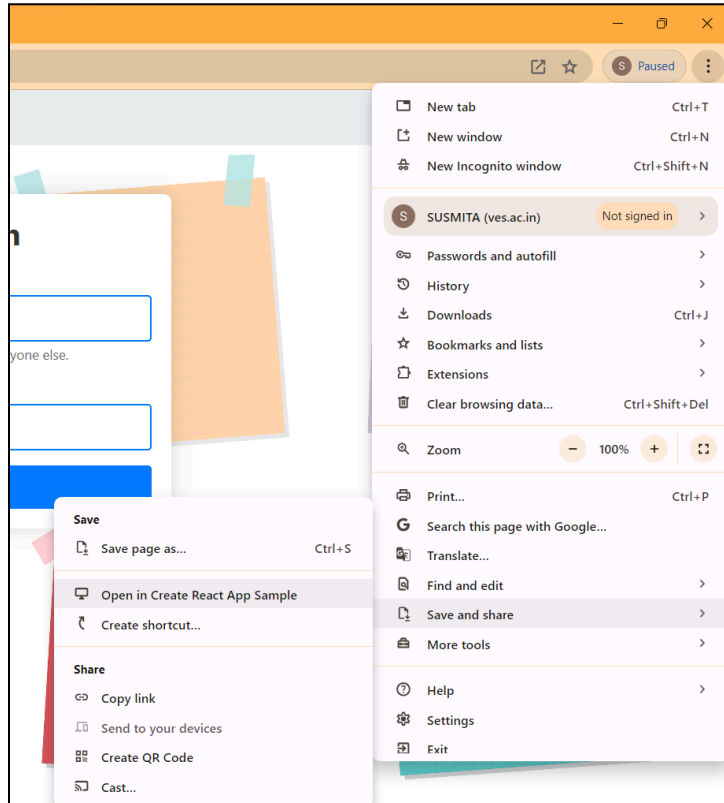 S Paused
New tab Ctrl+T
New window Ctrl+N
New Incognito window Ctrl+Shift+N
S SUSMITA (ves.ac.in) Not signed in
Passwords and autofill
History
Downloads Ctrl+J
Bookmarks and lists
Extensions
Clear browsing data... Ctrl+Shift+Del
Zoom − 100% +
Print... Ctrl+P
G Search this page with Google...
Translate...
Find and edit
Save and share
More tools
Help
Settings
Exit
n
yone else.
Save
Save page as... Ctrl+S
Open in Create React App Sample
Create shortcut...
Share
Copy link
Send to your devices
Create QR Code
Cast...